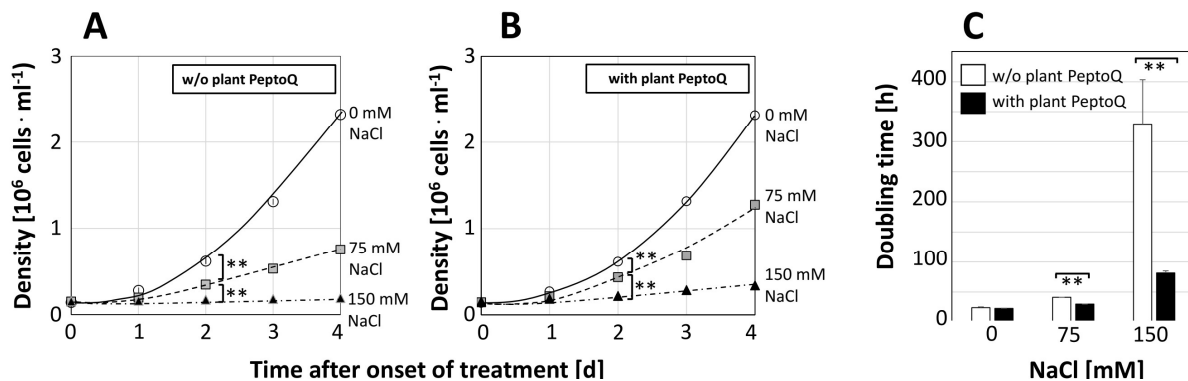 A
B
C
3
2
1
0
Density [10⁶ cells · ml⁻¹]
w/o plant PeptoQ
0 mM
NaCl
75 mM
NaCl
150 mM
NaCl
**
**
0
1
2
3
4
3
2
1
0
Density [10⁶ cells · ml⁻¹]
with plant PeptoQ
0 mM
NaCl
75 mM
NaCl
150 mM
NaCl
**
**
0
1
2
3
4
Time after onset of treatment [d]
400
300
200
100
0
Doubling time [h]
w/o plant PeptoQ
with plant PeptoQ
**
**
0
75
150
NaCl [mM]